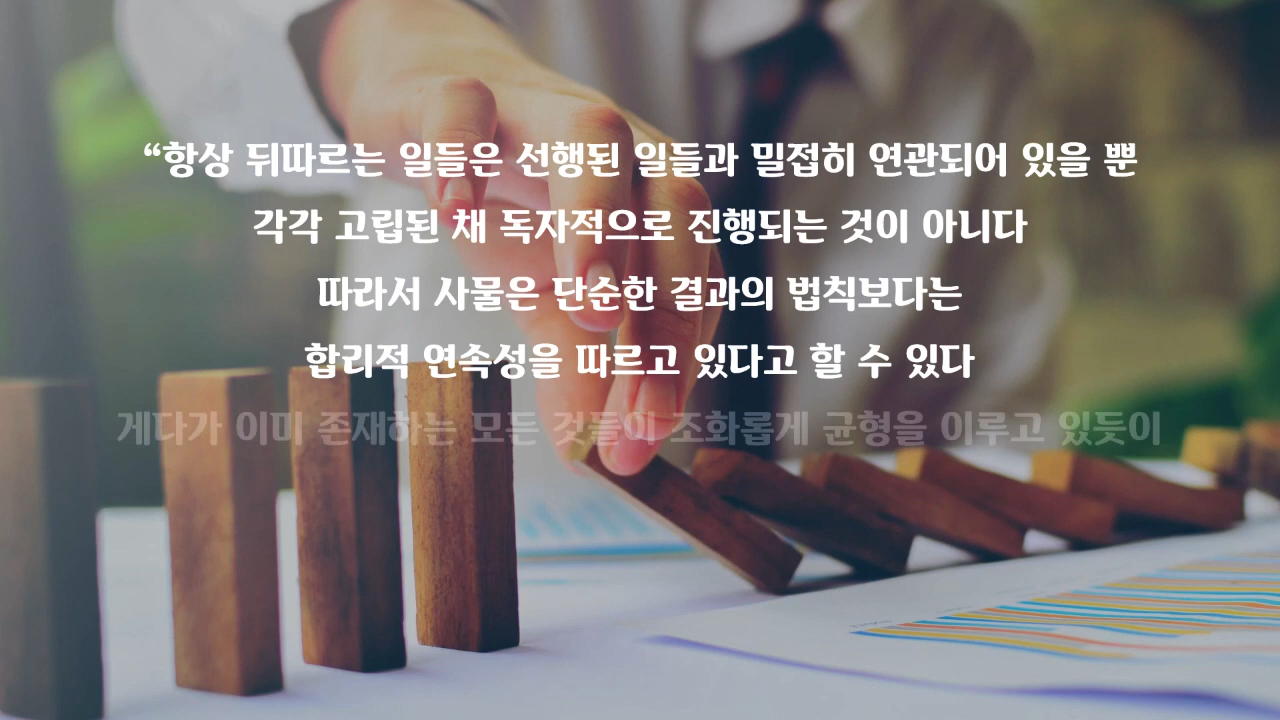 “항상 뒤따르는 일들은 선행된 일들과 밀접히 연관되어 있을 뿐
각각 고립된 채 독자적으로 진행되는 것이 아니다
따라서 사물은 단순한 결과의 법칙보다는
합리적 연속성을 따르고 있다고 할 수 있다
게다가 이미 존재하는 모든 것들이 조화롭게 균형을 이루고 있듯이